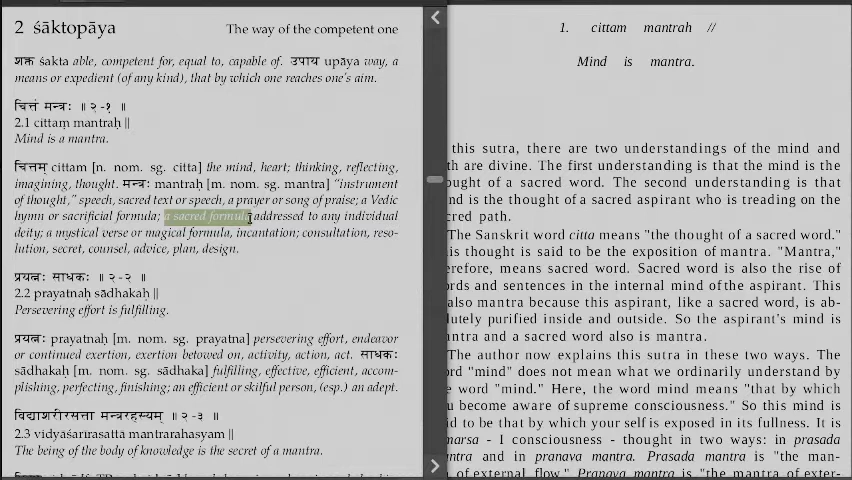 2 śāktopāya The way of the competent one
शक्त śakta able, competent for, equal to, capable of. उपाय upāya way, a
means or expedient (of any kind), that by which one reaches one's aim.
चित्तं मन्त्रः ॥ २-१ ॥
2.1 cittaṃ mantraḥ ||
Mind is a mantra.
चित्तम् cittam [n. nom. sg. citta] the mind, heart; thinking, reflecting,
imagining, thought. मन्त्रः mantraḥ [m. nom. sg. mantra] "instrument
of thought," speech, sacred text or speech, a prayer or song of praise; a Vedic
hymn or sacrificial formula; a sacred formula addressed to any individual
deity; a mystical verse or magical formula, incantation; consultation, reso-
lution, secret, counsel, advice, plan, design.
प्रयत्नः साधकः ॥ २-२ ॥
2.2 prayatnaḥ sādhakaḥ ||
Persevering effort is fulfilling.
प्रयत्नः prayatnaḥ [m. nom. sg. prayatna] persevering effort, endeavor
or continued exertion, exertion betowed on, activity, action, act. साधकः
sādhakaḥ [m. nom. sg. sādhaka] fulfilling, effective, efficient, accom-
plishing, perfecting, finishing; an efficient or skilful person, (esp.) an adept.
विद्याशरीरसत्ता मन्त्ररहस्यम् ॥ २-३ ॥
2.3 vidyāśarīrasattā mantrarahasyam ||
The being of the body of knowledge is the secret of a mantra.
1. cittam mantrah //
Mind is mantra.
this sutra, there are two understandings of the mind and
th are divine. The first understanding is that the mind is the
ought of a sacred word. The second understanding is that
nd is the thought of a sacred aspirant who is treading on the
cred path.
The Sanskrit word citta means "the thought of a sacred word."
is thought is said to be the exposition of mantra. "Mantra,"
erefore, means sacred word. Sacred word is also the rise of
ords and sentences in the internal mind of the aspirant. This
also mantra because this aspirant, like a sacred word, is ab-
lutely purified inside and outside. So the aspirant's mind is
antra and a sacred word also is mantra.
The author now explains this sutra in these two ways. The
ord "mind" does not mean what we ordinarily understand by
e word "mind." Here, the word mind means "that by which
u become aware of supreme consciousness." So this mind is
id to be that by which your self is exposed in its fullness. It is
marsa - I consciousness - thought in two ways: in prasada
antra and in pranava mantra. Prasada mantra is "the man-
of external flow." Pranava mantra is "the mantra of exter-